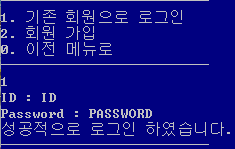 1. 기존 회원으로 로그인
2. 회원 가입
0. 이전 메뉴로
1
ID : ID
Password : PASSWORD
성공적으로 로그인 하였습니다.